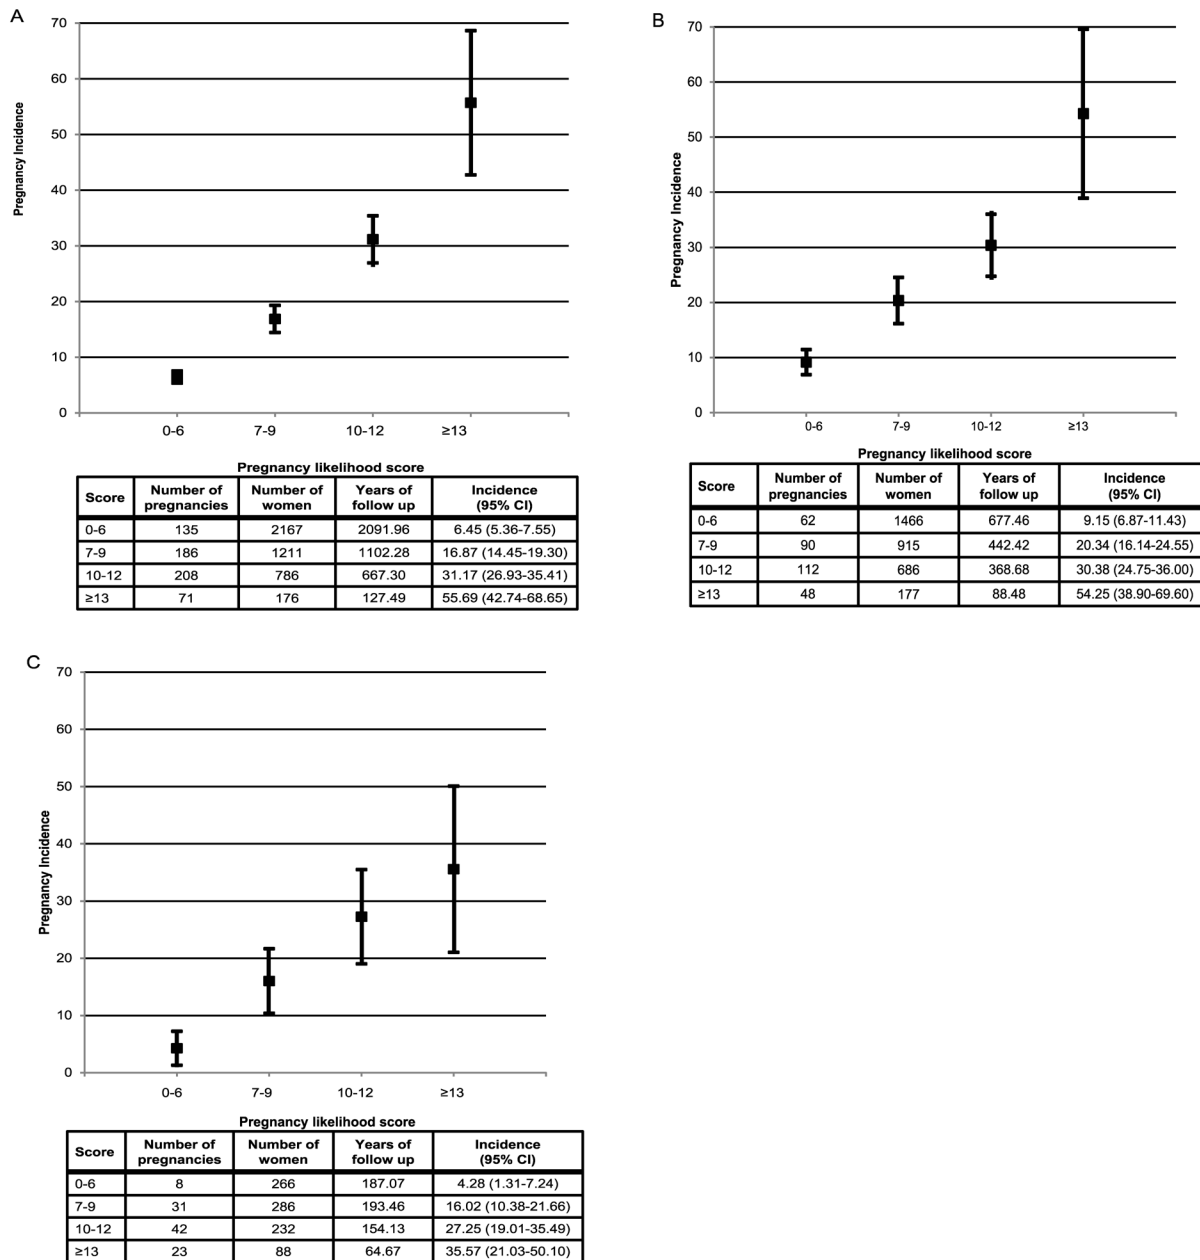 A
70
60
50
40
30
20
10
0
Pregnancy Incidence
0-6 7-9 10-12 ≥13
Pregnancy likelihood score
Score Number of pregnancies Number of women Years of follow up Incidence (95% CI)
0-6 135 2167 2091.96 6.45 (5.36-7.55)
7-9 186 1211 1102.28 16.87 (14.45-19.30)
10-12 208 786 667.30 31.17 (26.93-35.41)
≥13 71 176 127.49 55.69 (42.74-68.65)
B
70
60
50
40
30
20
10
0
Pregnancy Incidence
0-6 7-9 10-12 ≥13
Pregnancy likelihood score
Score Number of pregnancies Number of women Years of follow up Incidence (95% CI)
0-6 62 1466 677.46 9.15 (6.87-11.43)
7-9 90 915 442.42 20.34 (16.14-24.55)
10-12 112 686 368.68 30.38 (24.75-36.00)
≥13 48 177 88.48 54.25 (38.90-69.60)
C
70
60
50
40
30
20
10
0
Pregnancy Incidence
0-6 7-9 10-12 ≥13
Pregnancy likelihood score
Score Number of pregnancies Number of women Years of follow up Incidence (95% CI)
0-6 8 266 187.07 4.28 (1.31-7.24)
7-9 31 286 193.46 16.02 (10.38-21.66)
10-12 42 232 154.13 27.25 (19.01-35.49)
≥13 23 88 64.67 35.57 (21.03-50.10)